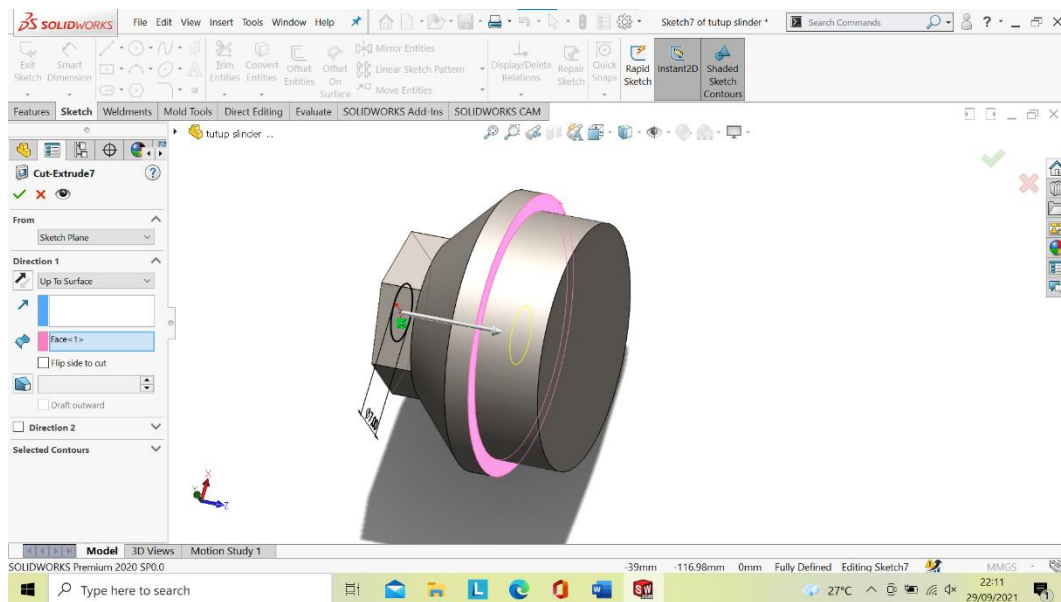 SOLIDWORKS File Edit View Insert Tools Window Help Sketch7 of tutup slinder * Search Commands ?
Exit Sketch Smart Dimension Trim Entities Convert Entities Offset Entities Offset On Surface Mirror Entities Linear Sketch Pattern Move Entities Display/Delete Relations Repair Sketch Quick Snaps Rapid Sketch Instant2D Shaded Sketch Contours
Features Sketch Weldments Mold Tools Direct Editing Evaluate SOLIDWORKS Add-Ins SOLIDWORKS CAM
tutup slinder ...
Cut-Extrude7 ?
From
Sketch Plane
Direction 1
Up To Surface
Face<1>
Flip side to cut
Draft outward
Direction 2
Selected Contours
X
Z
Model 3D Views Motion Study 1
SOLIDWORKS Premium 2020 SP0.0 -39mm -116.98mm 0mm Fully Defined Editing Sketch7 MMGS
Type here to search 27°C 22:11
29/09/2021